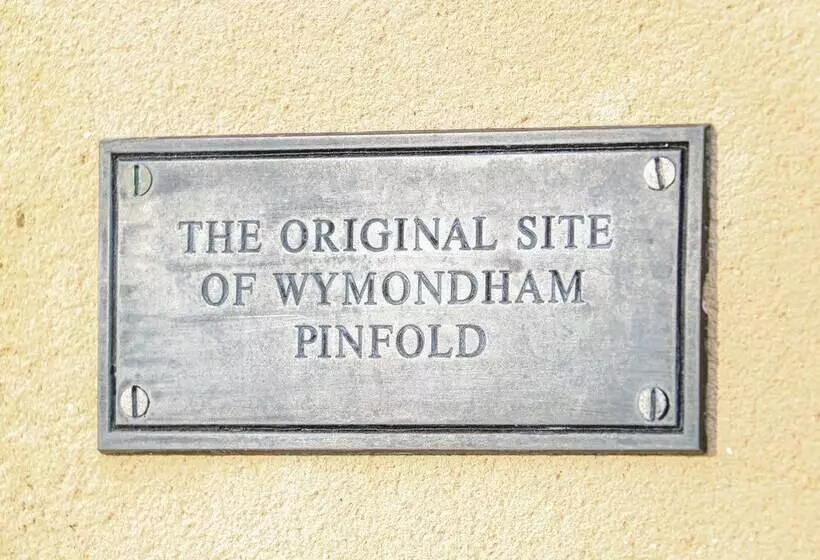 THE ORIGINAL SITE
OF WYMONDHAM
PINFOLD